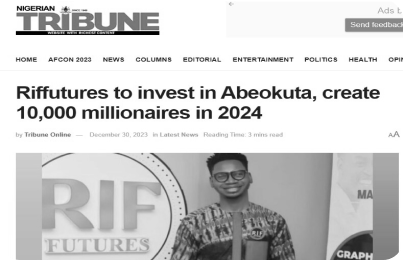 NIGERIAN
TRIBUNE
Ads t
Send feedback
HOME AFCON 2023 NEWS COLUMNS EDITORIAL ENTERTAINMENT POLITICS HEALTH OPIN
Riffutures to invest in Abeokuta, create
10,000 millionaires in 2024
by Tribune Online — December 30, 2023 in Latest News Reading Time: 3 mins read
AA
RIF
FUTURES
MA
GRAPH